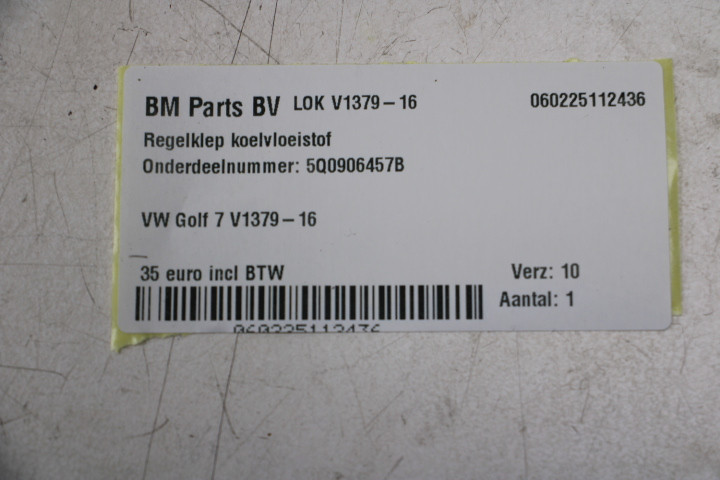 BM Parts BV LOK V1379-16 060225112436
Regelklep koelvloeistof
Onderdeelnummer: 5Q0906457B
VW Golf 7 V1379-16
35 euro incl BTW Verz: 10
Aantal: 1
060225112436